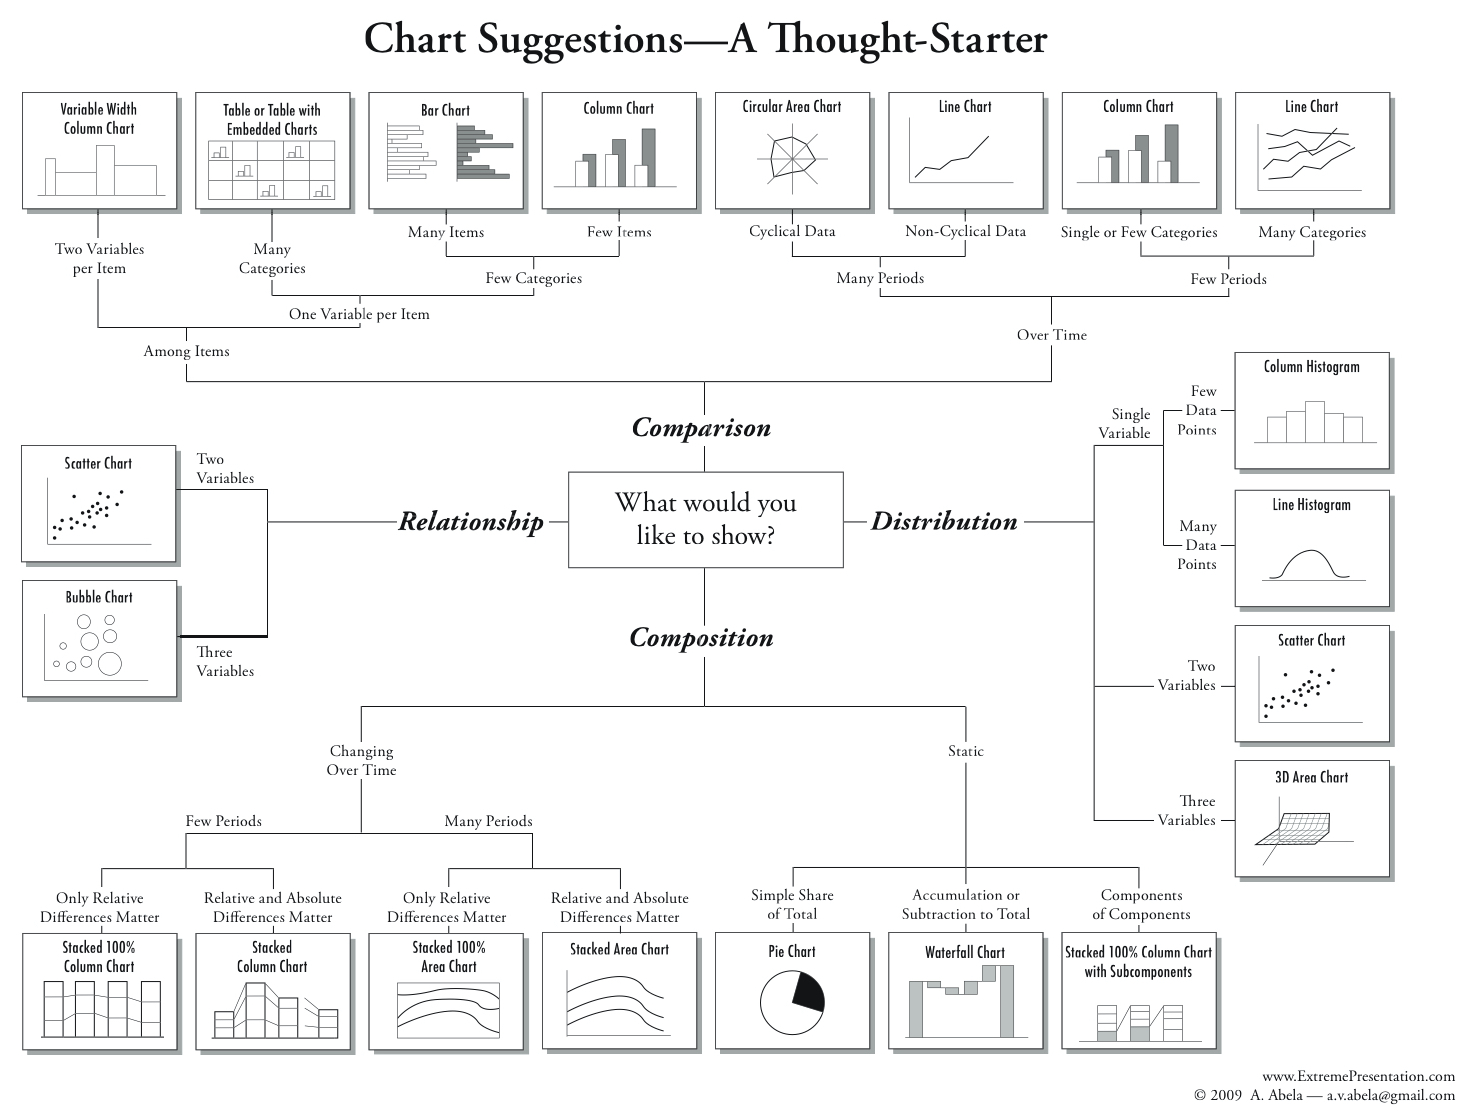 Chart Suggestions—A Thought-Starter
Variable Width
Column Chart
Table or Table with
Embedded Charts
Bar Chart
Column Chart
Circular Area Chart
Line Chart
Column Chart
Line Chart
Two Variables
per Item
Many
Categories
Many Items
Few Items
Cyclical Data
Non-Cyclical Data
Single or Few Categories
Many Categories
Few Categories
Many Periods
Few Periods
One Variable per Item
Over Time
Among Items
Comparison
What would you
like to show?
Relationship
Two
Variables
Scatter Chart
Bubble Chart
Three
Variables
Distribution
Single
Variable
Few
Data
Points
Column Histogram
Many
Data
Points
Line Histogram
Two
Variables
Scatter Chart
Three
Variables
3D Area Chart
Composition
Changing
Over Time
Static
Few Periods
Many Periods
Only Relative
Differences Matter
Relative and Absolute
Differences Matter
Only Relative
Differences Matter
Relative and Absolute
Differences Matter
Simple Share
of Total
Accumulation or
Subtraction to Total
Components
of Components
Stacked 100%
Column Chart
Stacked
Column Chart
Stacked 100%
Area Chart
Stacked Area Chart
Pie Chart
Waterfall Chart
Stacked 100% Column Chart
with Subcomponents
www.ExtremePresentation.com
© 2009 A. Abela — a.v.abela@gmail.com